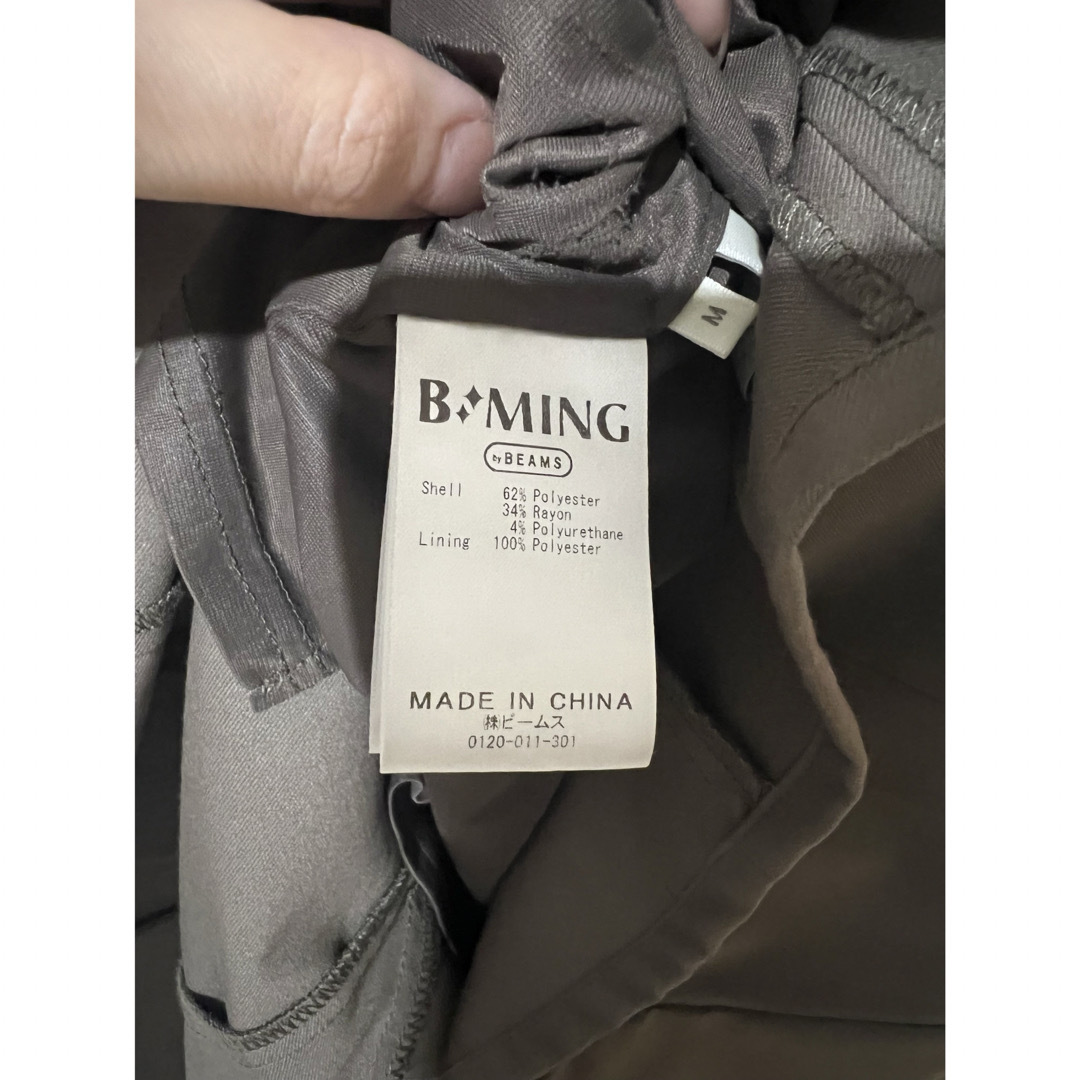 M
B MING
by BEAMS
Shell 62% Polyester
34% Rayon
4% Polyurethane
Lining 100% Polyester
MADE IN CHINA
㈱ビームス
0120-011-301